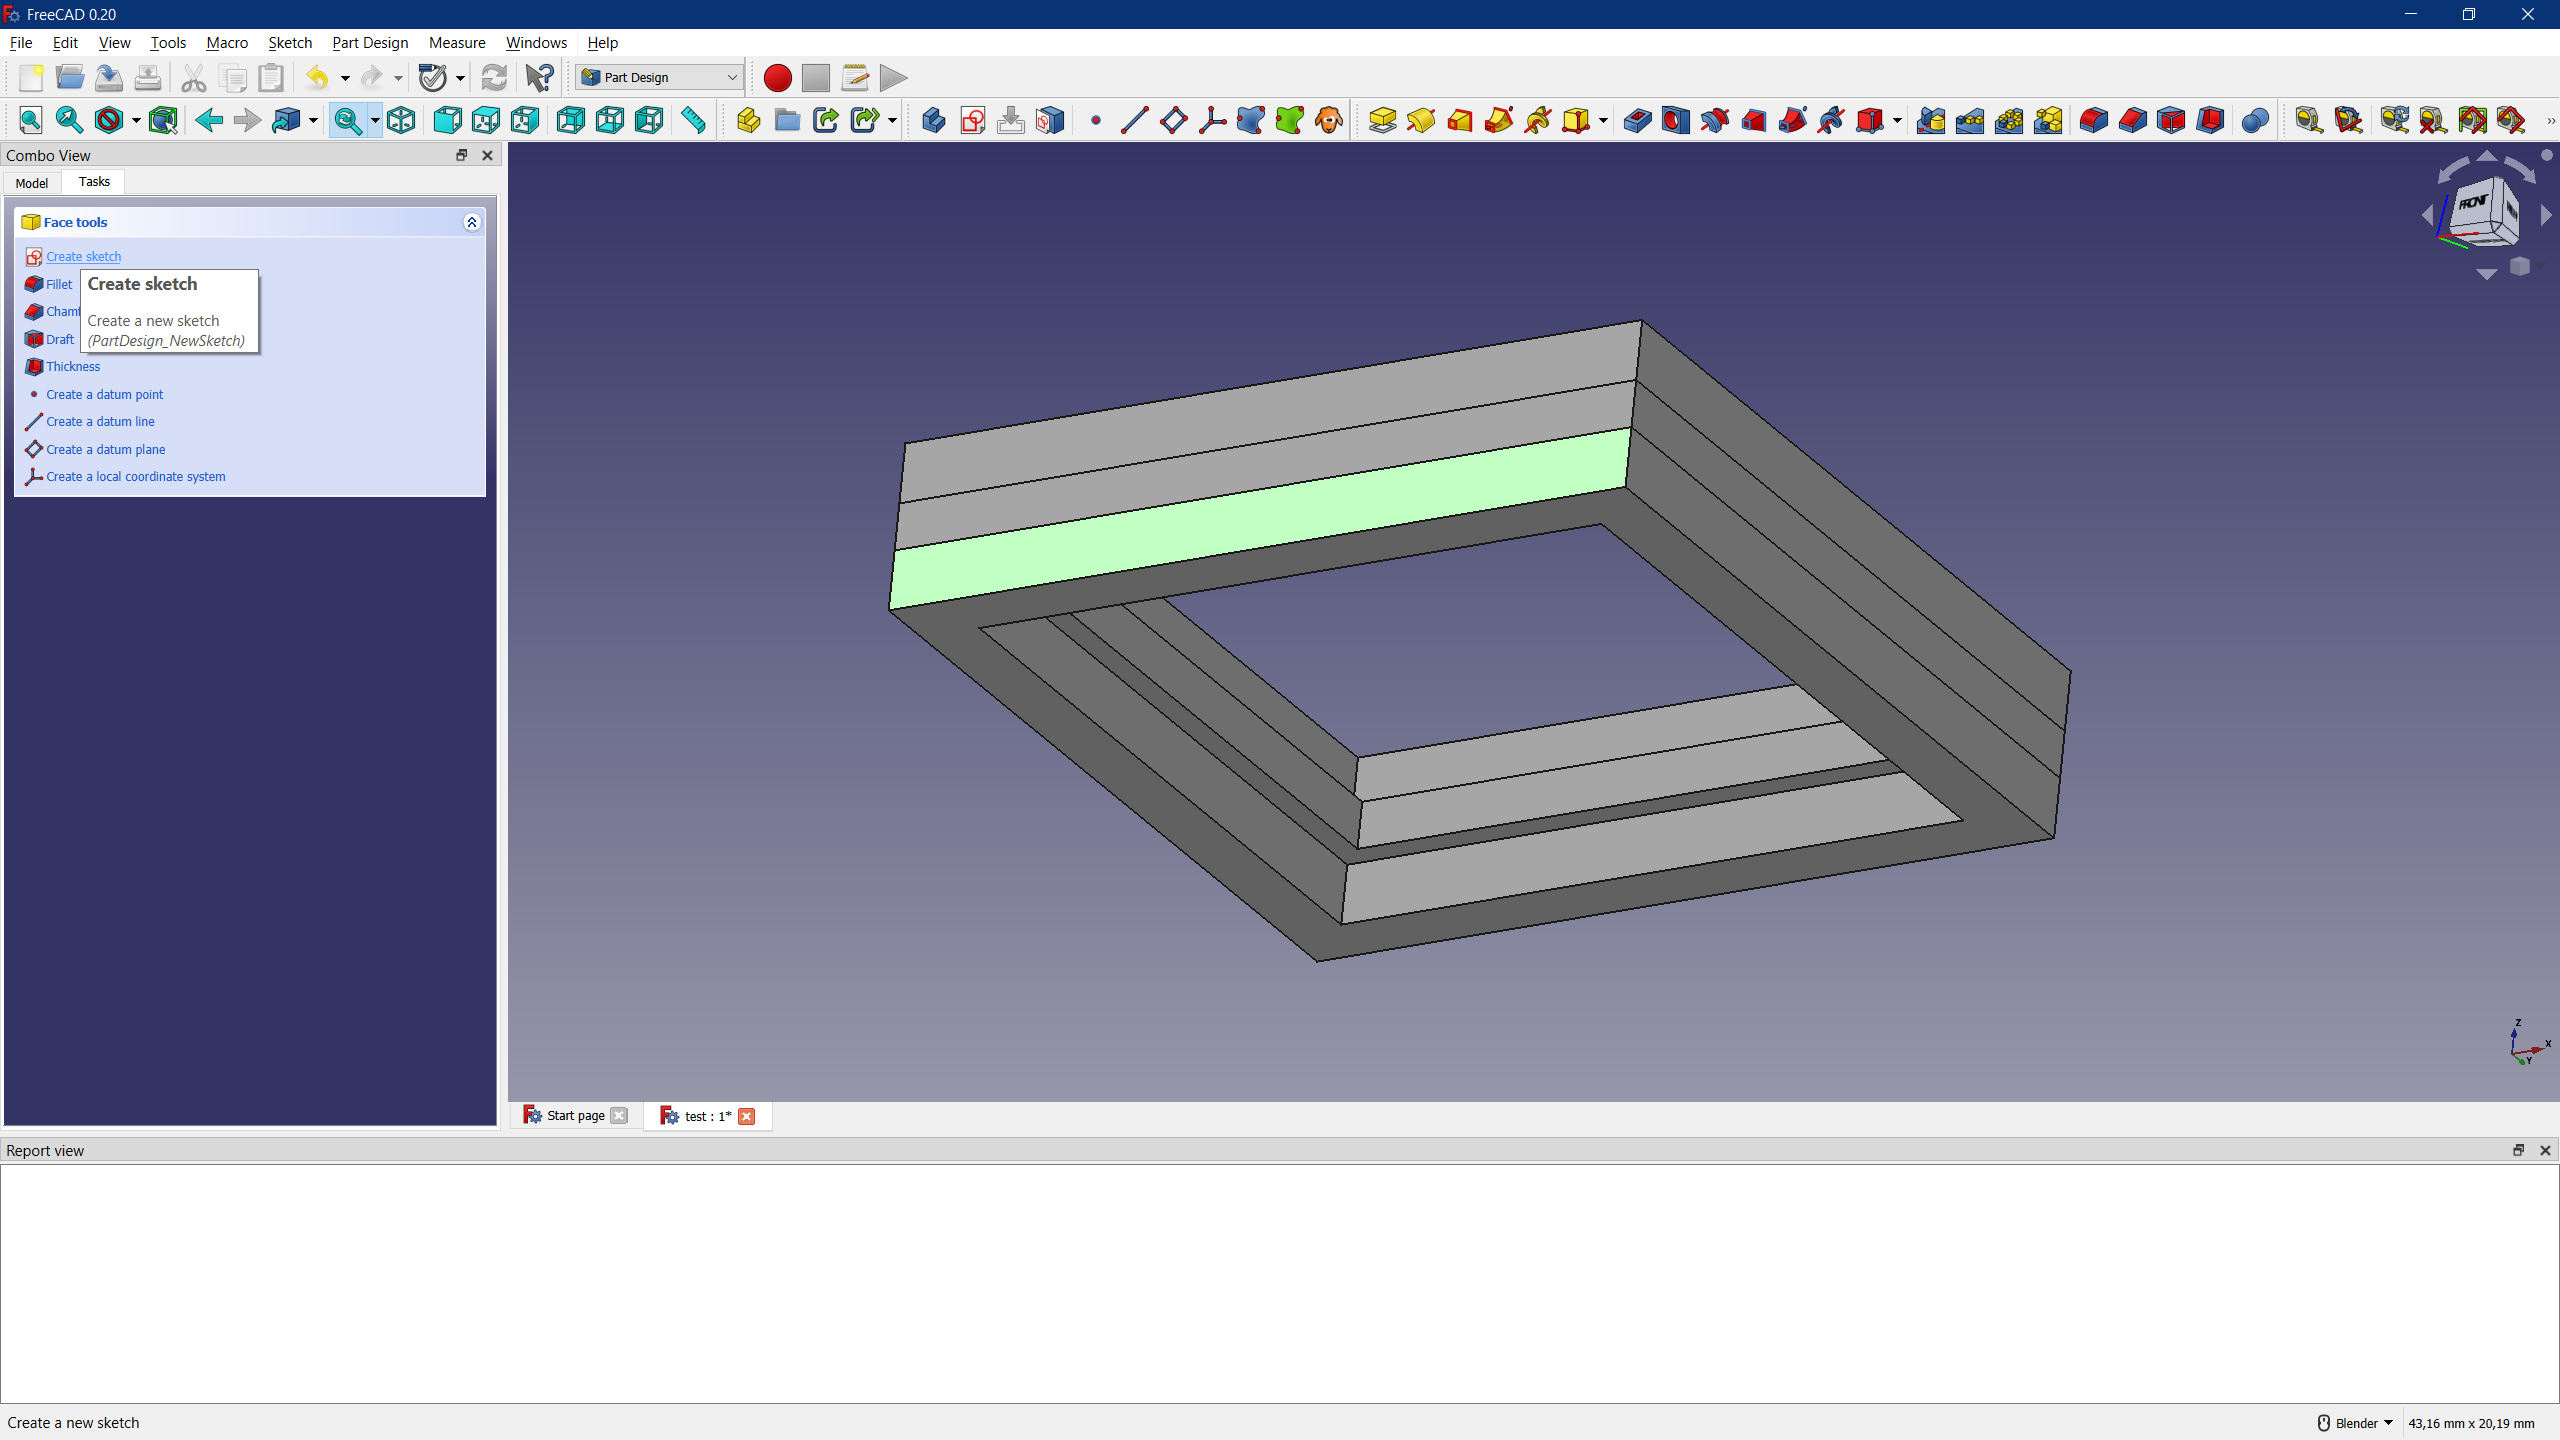 FreeCAD 0.20
File Edit View Tools Macro Sketch Part Design Measure Windows Help
Part Design
Combo View
Model Tasks
Face tools
Create sketch
Fillet
Cham
Draft
Thickness
Create a datum point
Create a datum line
Create a datum plane
Create a local coordinate system
Create sketch
Create a new sketch
(PartDesign_NewSketch)
FRONT
Z
X
Y
Start page
test : 1*
Report view
Create a new sketch
Blender
43,16 mm x 20,19 mm